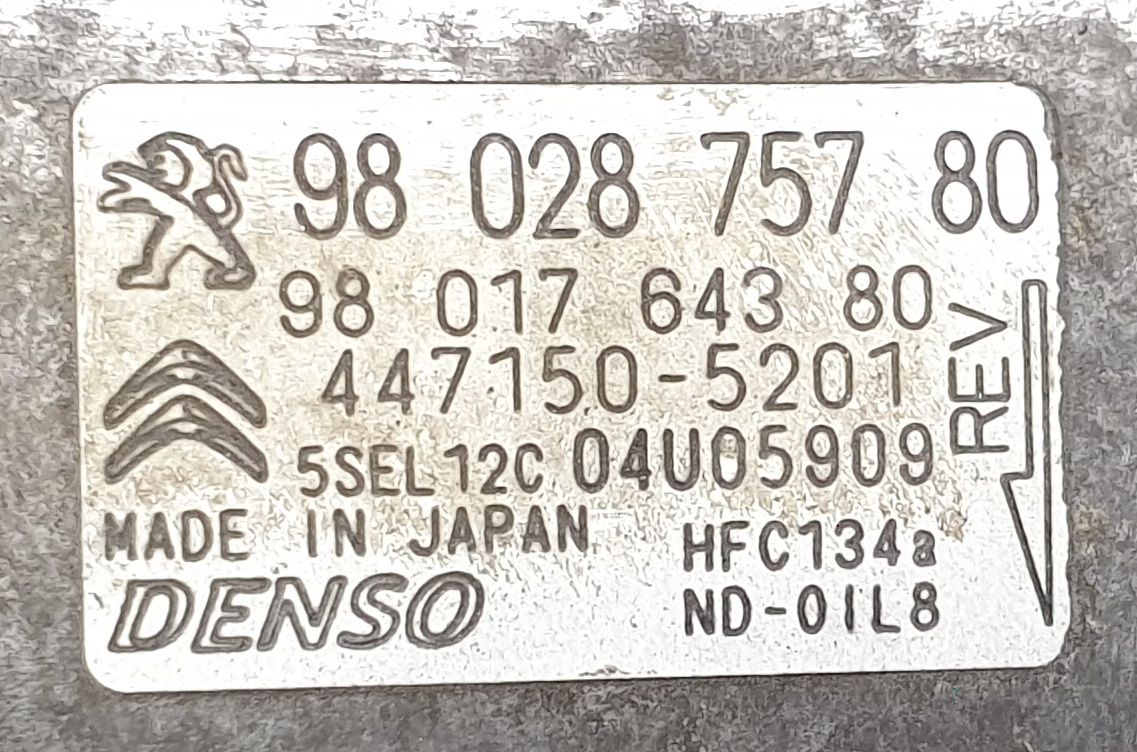 98 028 757 80
98 017 643 80
447150-5201
5SEL12C 04U05909
REV
MADE IN JAPAN
HFC134a
DENSO
ND-OIL8